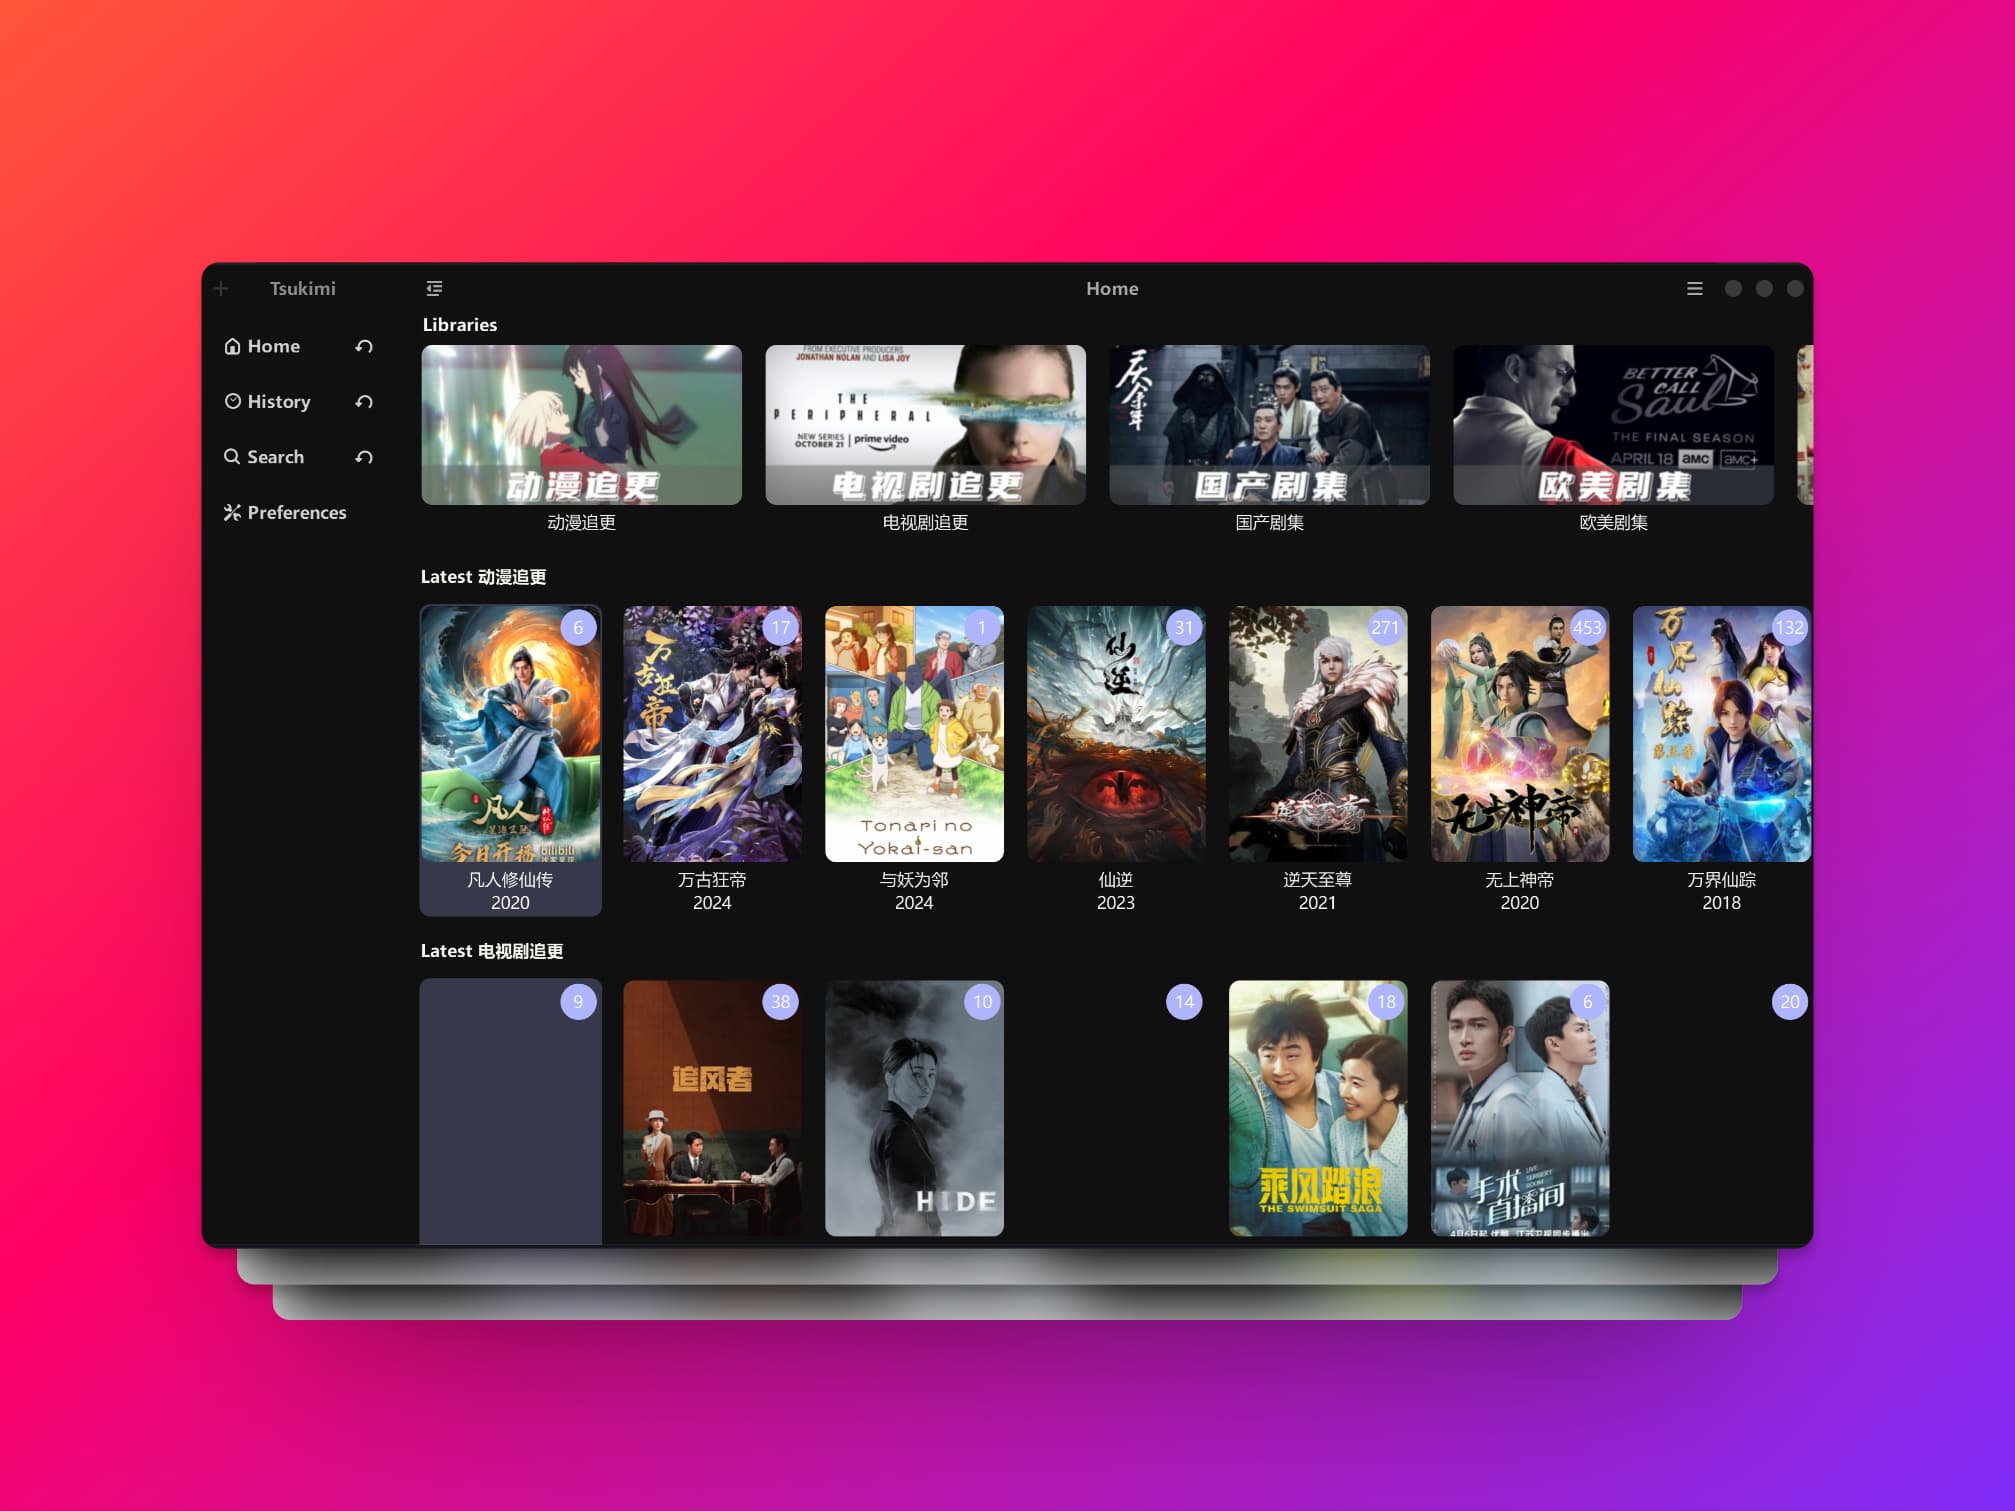 Tsukimi
Home
Home
History
Search
Preferences
Libraries
FROM EXECUTIVE PRODUCERS
JONATHAN NOLAN AND LISA JOY
THE
PERIPHERAL
NEW SERIES
OCTOBER 21
prime video
庆余年
BETTER
CALL
Saul
THE FINAL SEASON
APRIL 18 aMC aMC+
动漫追更
电视剧追更
国产剧集
欧美剧集
动漫追更
电视剧追更
国产剧集
欧美剧集
Latest 动漫追更
6
17
1
31
271
453
132
凡人
今日开播
bilibili
万古狂帝
Tonari no
Yokai-san
仙逆
逆天至尊
无上神帝
万界仙踪
第三季
凡人修仙传
2020
万古狂帝
2024
与妖为邻
2024
仙逆
2023
逆天至尊
2021
无上神帝
2020
万界仙踪
2018
Latest 电视剧追更
9
38
10
14
18
6
20
追风者
HIDE
乘风踏浪
THE SWIMSUIT SAGA
手术
直播间
LIVE
SURGERY
ROOM